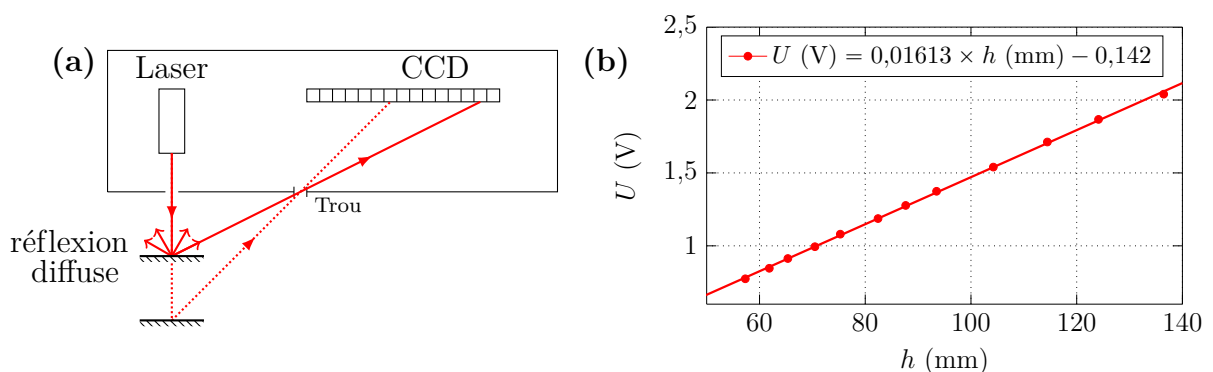 (a)
Laser
CCD
Trou
réflexion
diffuse
(b)
U (V) = 0,01613 × h (mm) − 0,142
2,5
2
1,5
1
U (V)
60 80 100 120 140
h (mm)